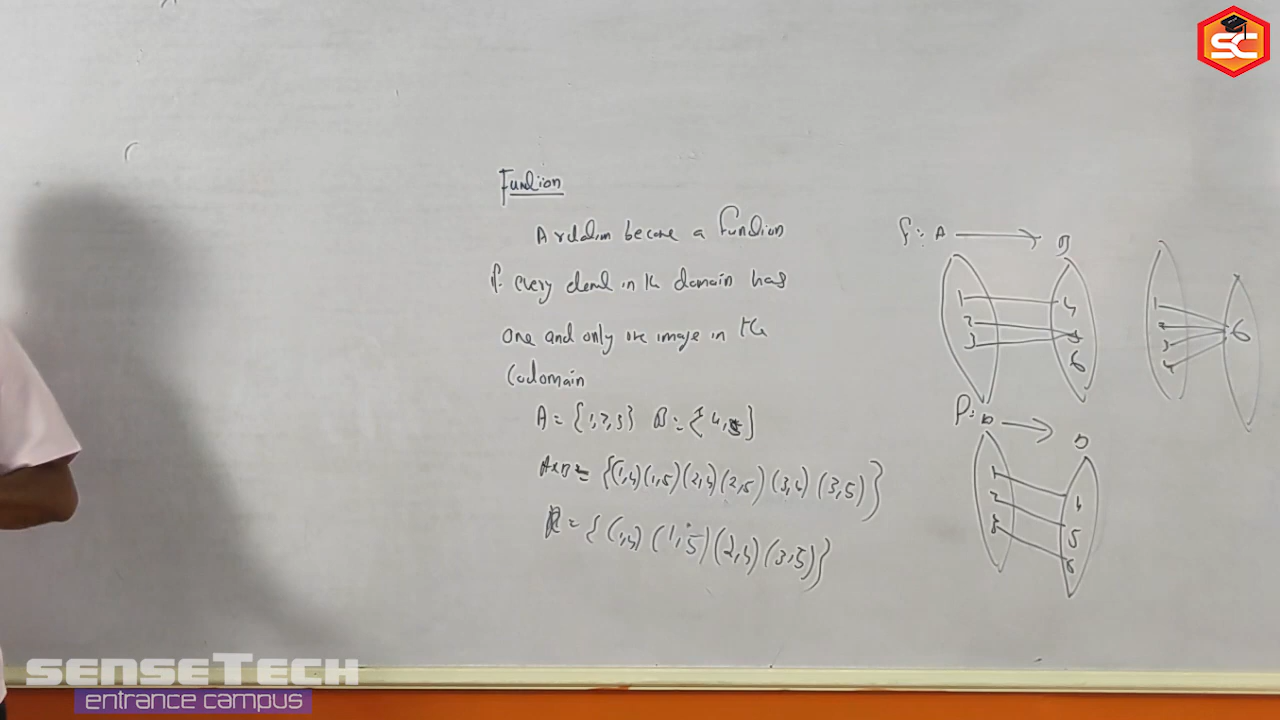 Function
A relation become a function
if every element in the domain has
one and only one image in the
Codomain
A = {1,2,3} B = {4,5}
A×B = {(1,4)(1,5)(2,4)(2,5)(3,4)(3,5)}
R = {(1,4)(1,5)(2,4)(3,5)}
f: A → B
1 4
2 5
3 6
1
2
3
4
6
→
1 4
2 5
3 6
SC
SENSETECH
entrance campus